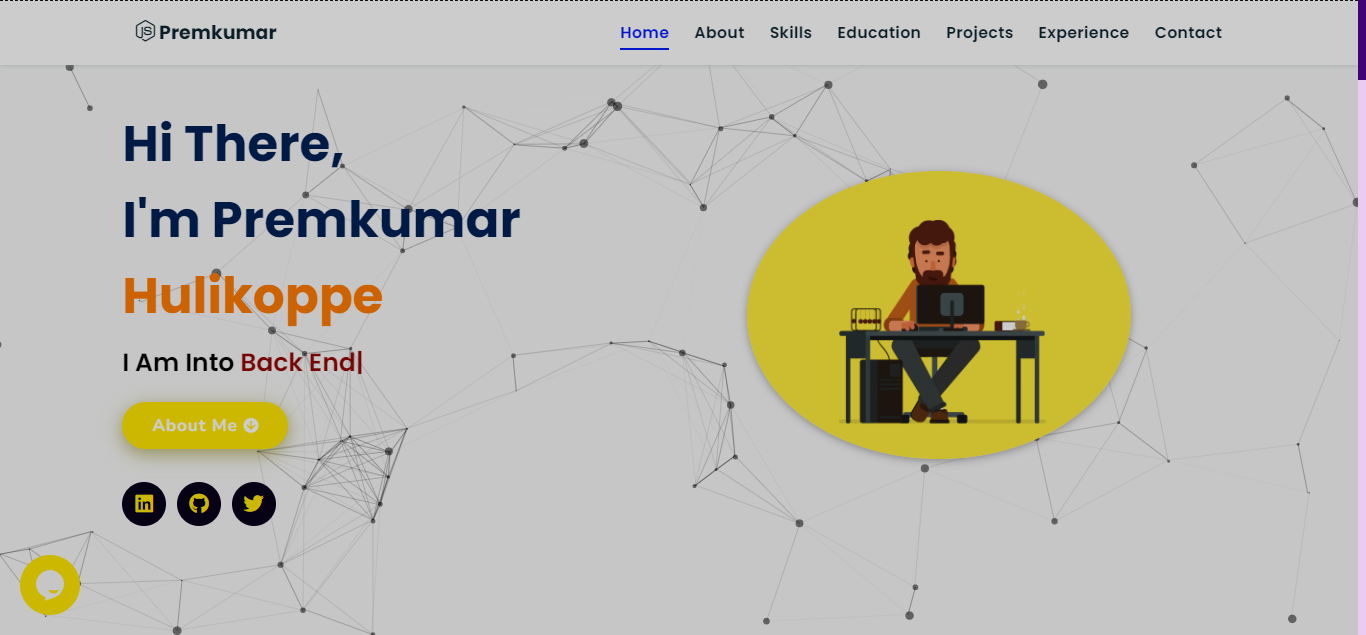 Premkumar
Home About Skills Education Projects Experience Contact
Hi There,
I'm Premkumar
Hulikoppe
I Am Into Back End|
About Me